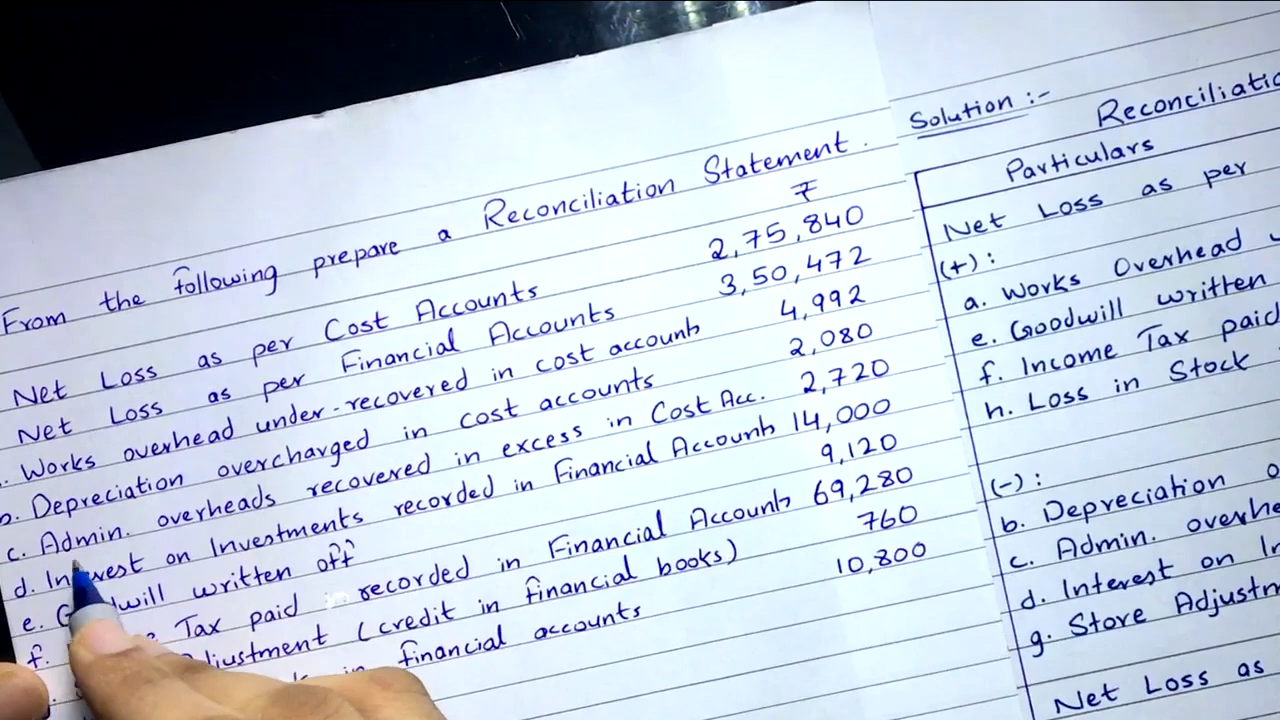 From the following prepare a Reconciliation Statement.
₹
Net Loss as per Cost Accounts 2,75,840
Net Loss as per Financial Accounts 3,50,472
Works overhead under-recovered in cost accounts 4,992
b. Depreciation overcharged in cost accounts 2,080
c. Admin. overheads recovered in excess in Cost Acc. 2,720
d. Interest on Investments recorded in Financial Accounts 14,000
e. Goodwill written off 9,120
f. Tax paid recorded in Financial Accounts 69,280
(credit in financial books) 760
in financial accounts 10,800
Solution :-
Reconciliatio
Particulars
Net Loss as per
(+) :
a. Works Overhead
e. Goodwill written
f. Income Tax paid
h. Loss in Stock
(-) :
b. Depreciation
c. Admin. overhe
d. Interest on In
g. Store Adjustm
Net Loss as